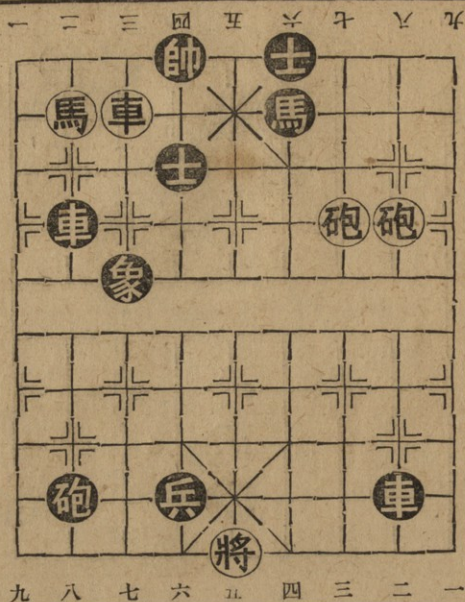 一 二 三 四 五 六 七 八 九
帥 士
馬 車 馬
士
車 砲 砲
象
砲 兵 車
將
九 八 七 六 五 四 三 二 一